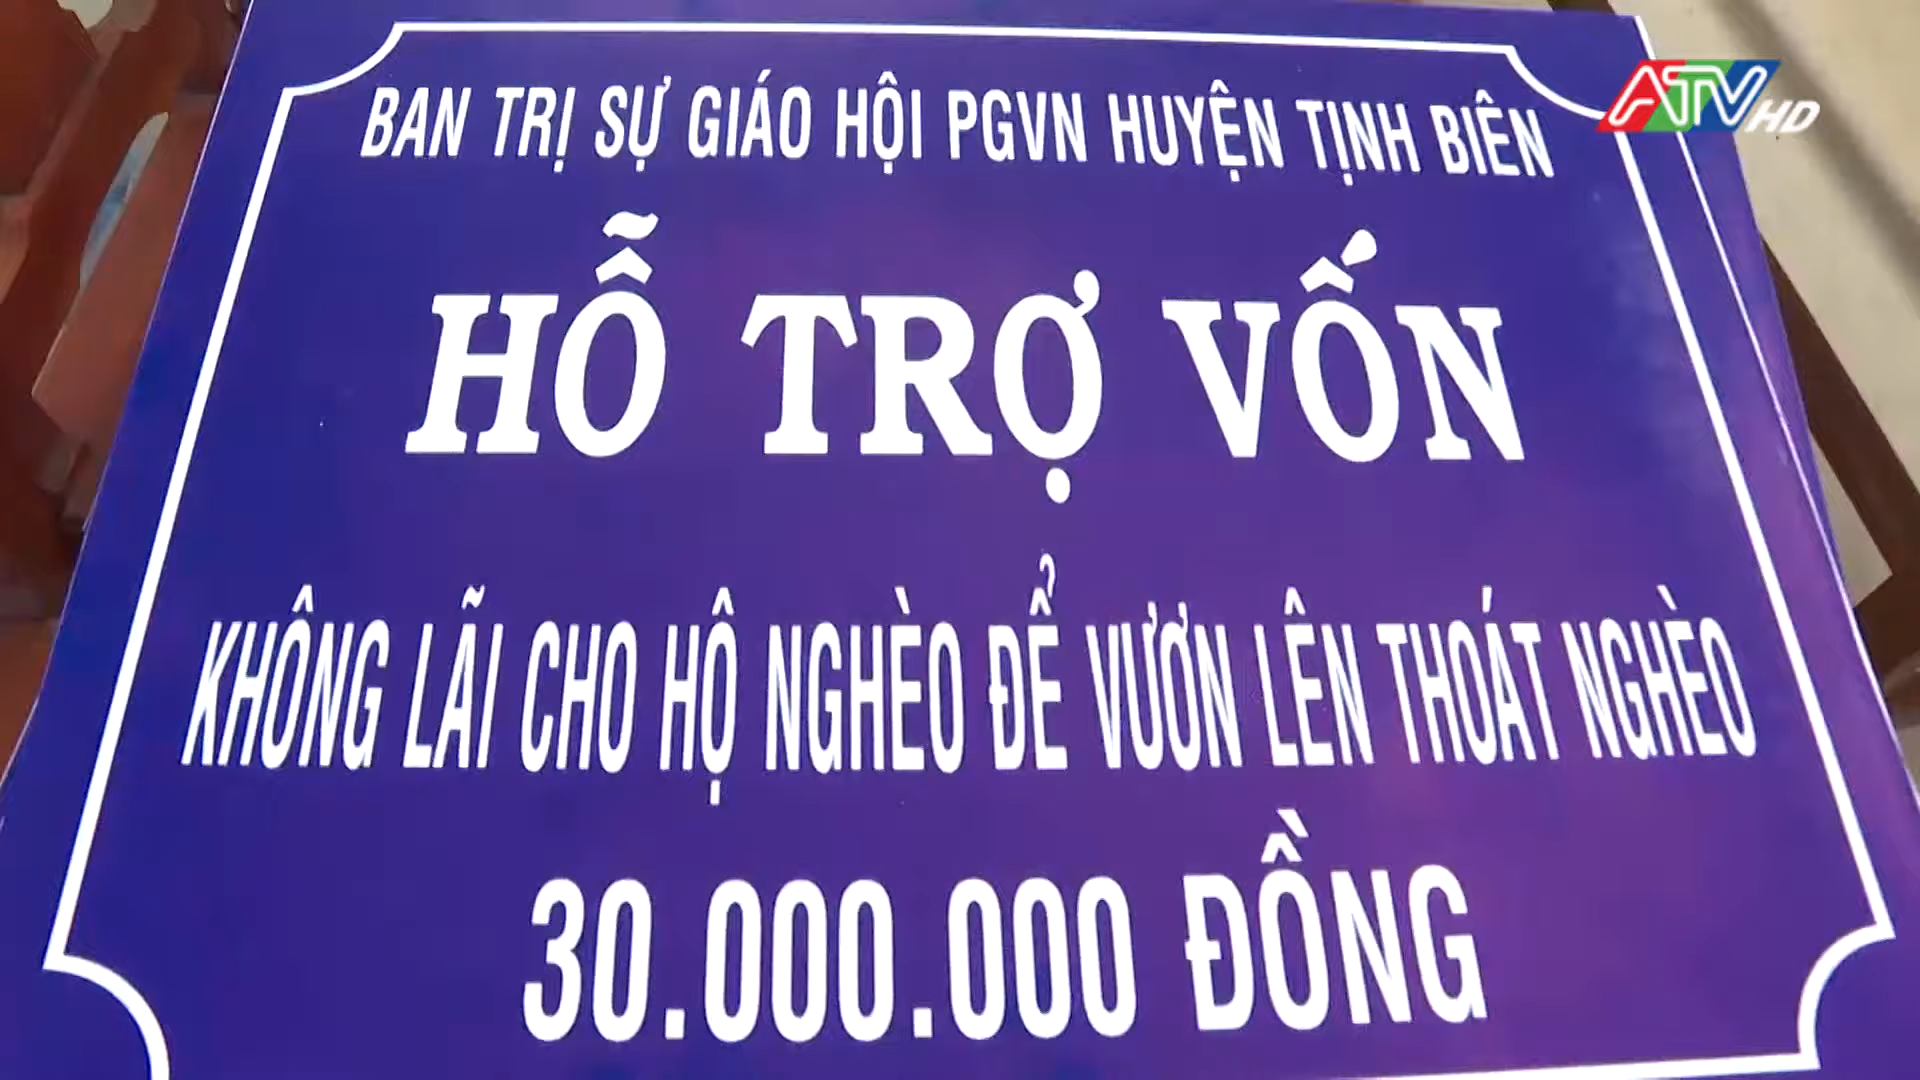 BAN TRỊ SỰ GIÁO HỘI PGVN HUYỆN TỊNH BIÊN
ATV HD
HỖ TRỢ VỐN
KHÔNG LÃI CHO HỘ NGHÈO ĐỂ VƯƠN LÊN THOÁT NGHÈO
30.000.000 ĐỒNG